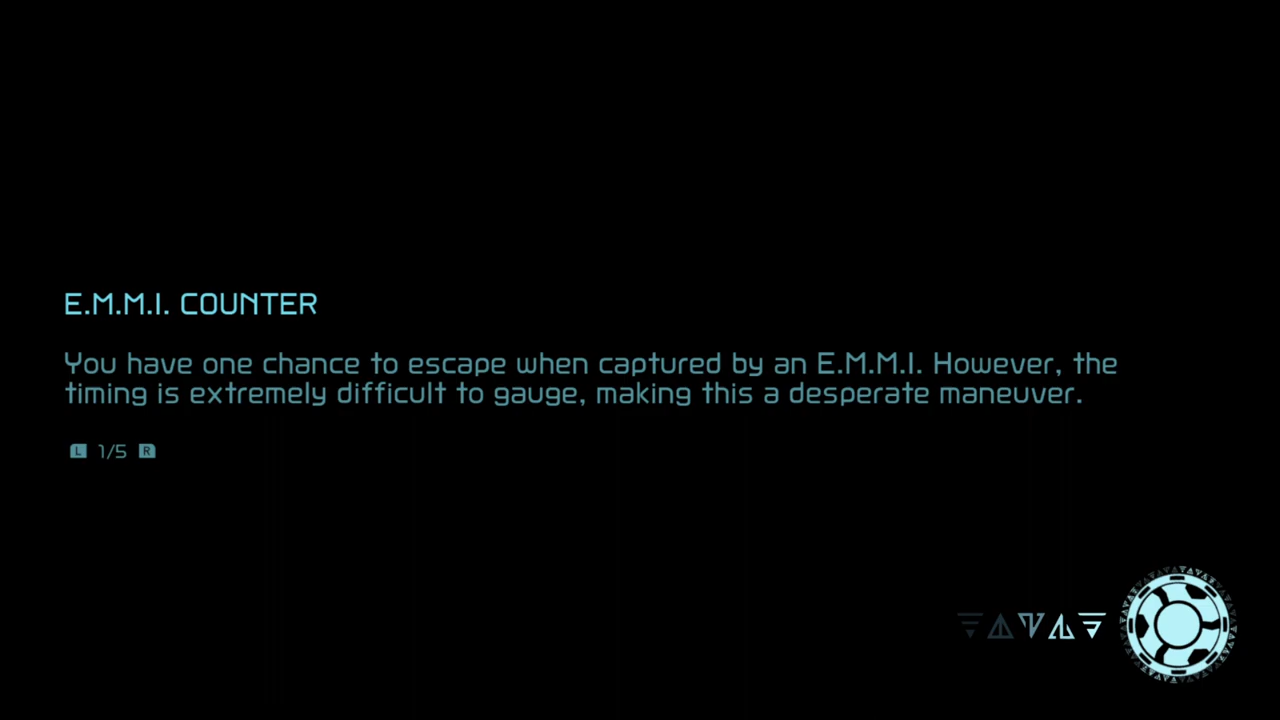 E.M.M.I. COUNTER
You have one chance to escape when captured by an E.M.M.I. However, the
timing is extremely difficult to gauge, making this a desperate maneuver.
L 1/5 R